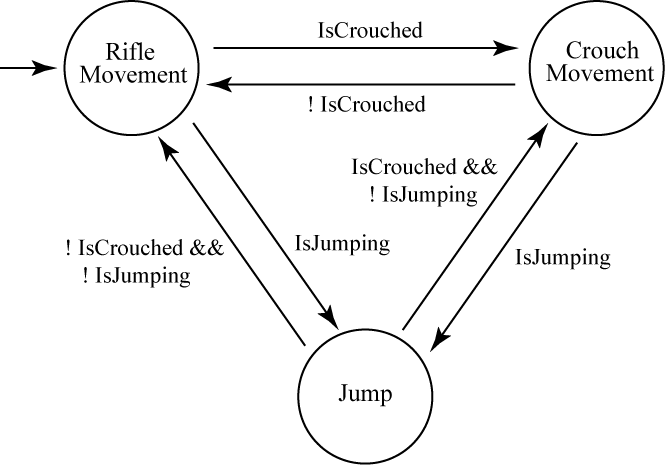 IsCrouched
Rifle
Movement
Crouch
Movement
! IsCrouched
IsCrouched &&
! IsJumping
! IsCrouched &&
! IsJumping
IsJumping
IsJumping
Jump